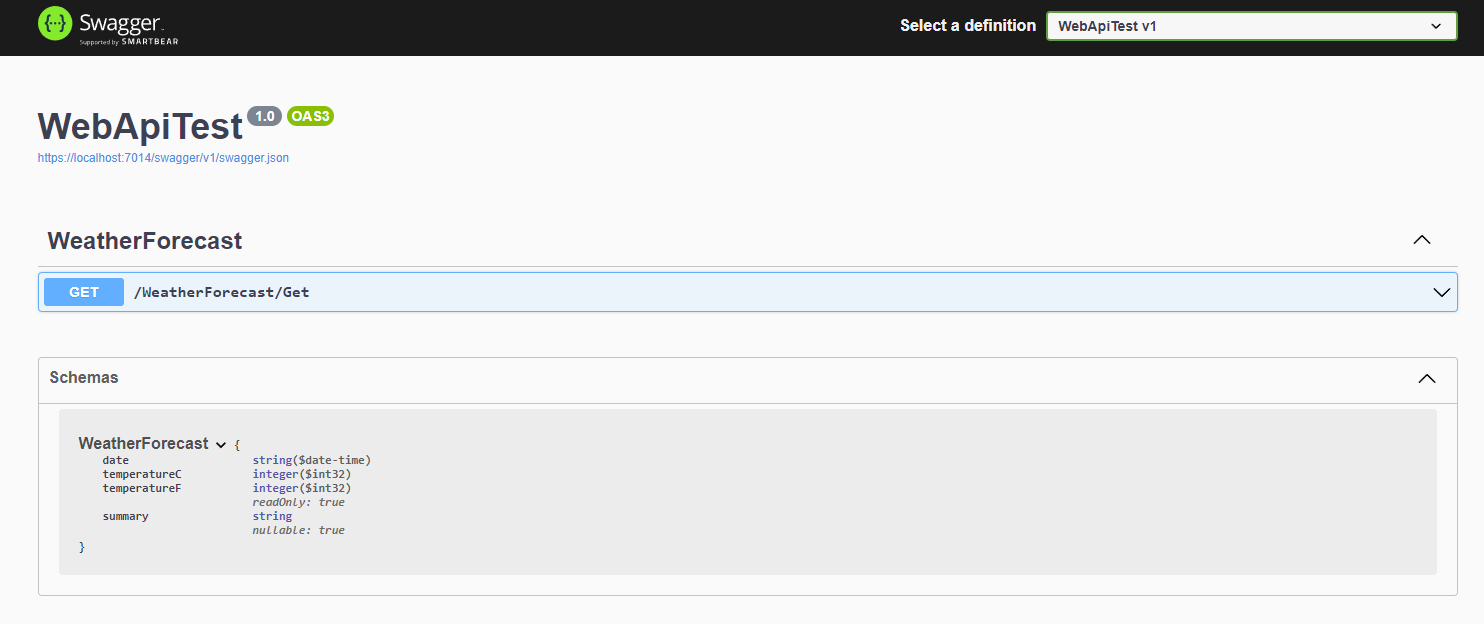 {···} Swagger
Supported by SMARTBEAR
Select a definition
WebApiTest v1
WebApiTest 1.0 OAS3
https://localhost:7014/swagger/v1/swagger.json
WeatherForecast
GET /WeatherForecast/Get
Schemas
WeatherForecast {
date string($date-time)
temperatureC integer($int32)
temperatureF integer($int32)
readOnly: true
summary string
nullable: true
}